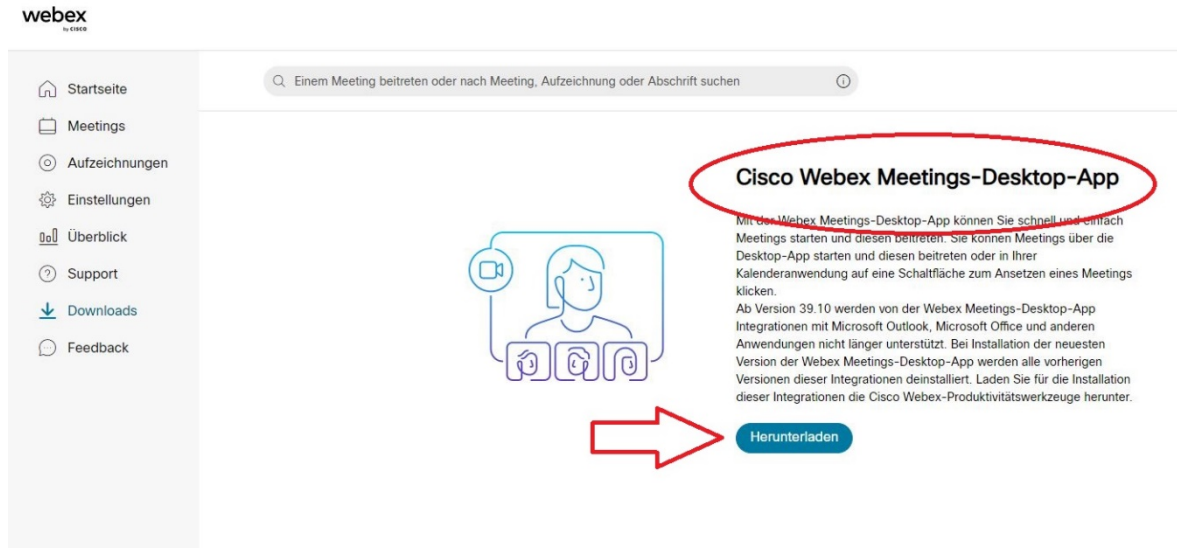 webex
by CISCO
Startseite
Meetings
Aufzeichnungen
Einstellungen
Überblick
Support
Downloads
Feedback
Einem Meeting beitreten oder nach Meeting, Aufzeichnung oder Abschrift suchen
Cisco Webex Meetings-Desktop-App
Mit der Webex Meetings-Desktop-App können Sie schnell und einfach
Meetings starten und diesen beitreten. Sie können Meetings über die
Desktop-App starten und diesen beitreten oder in Ihrer
Kalenderanwendung auf eine Schaltfläche zum Ansetzen eines Meetings
klicken.
Ab Version 39.10 werden von der Webex Meetings-Desktop-App
Integrationen mit Microsoft Outlook, Microsoft Office und anderen
Anwendungen nicht länger unterstützt. Bei Installation der neuesten
Version der Webex Meetings-Desktop-App werden alle vorherigen
Versionen dieser Integrationen deinstalliert. Laden Sie für die Installation
dieser Integrationen die Cisco Webex-Produktivitätswerkzeuge herunter.
Herunterladen